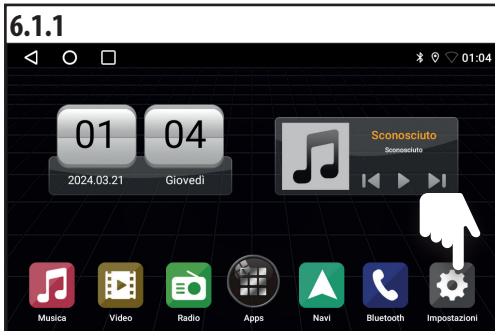 6.1.1
01:04
01 04
2024.03.21 Giovedì
Sconosciuto
Sconosciuto
Musica Video Radio Apps Navi Bluetooth Impostazioni